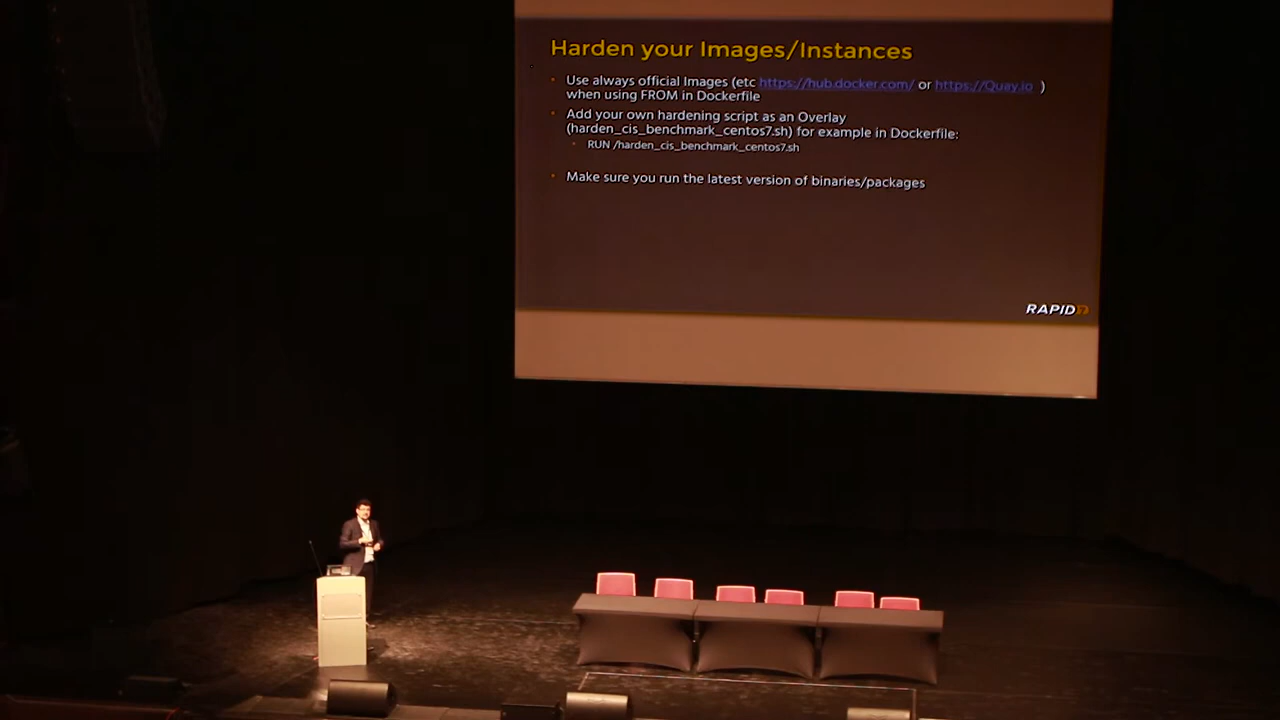 Harden your Images/Instances
• Use always official Images (etc https://hub.docker.com/ or https://Quay.io )
when using FROM in Dockerfile
• Add your own hardening script as an Overlay
(harden_cis_benchmark_centos7.sh) for example in Dockerfile:
• RUN /harden_cis_benchmark_centos7.sh
• Make sure you run the latest version of binaries/packages
RAPID7